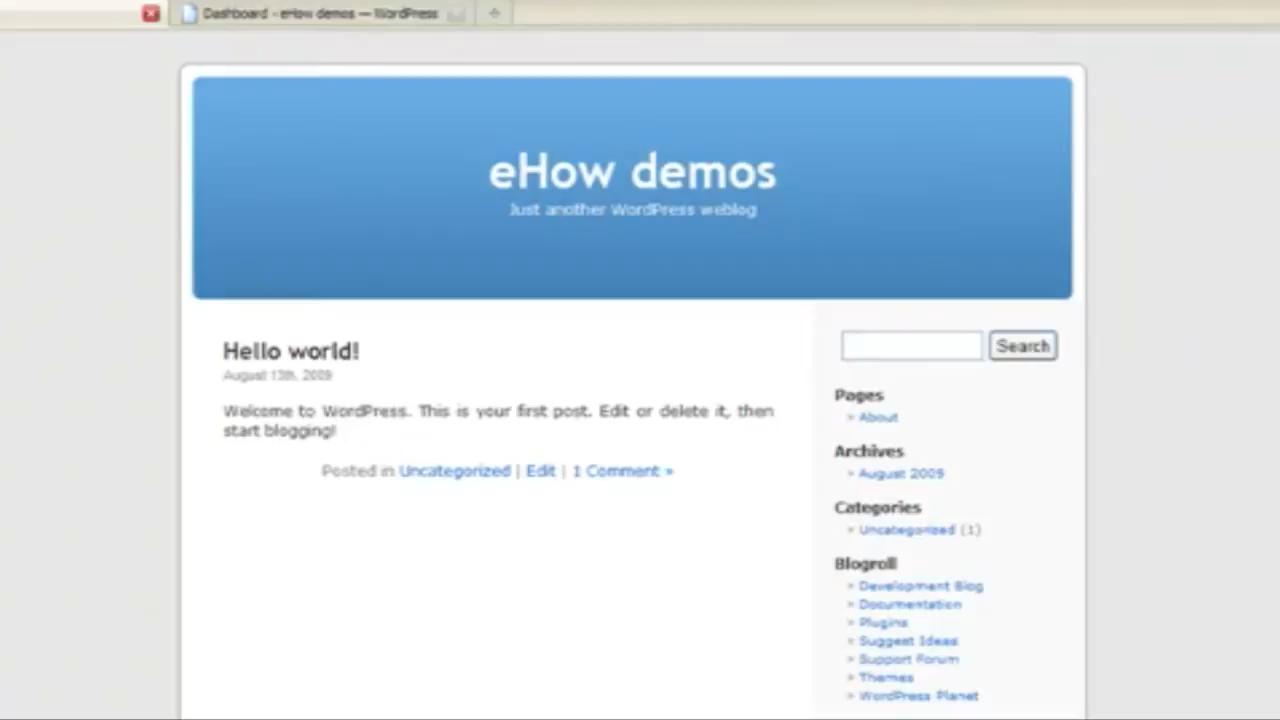 Dashboard - eHow demos — WordPress
eHow demos
Just another WordPress weblog
Hello world!
August 13th, 2009
Welcome to WordPress. This is your first post. Edit or delete it, then
start blogging!
Posted in Uncategorized | Edit | 1 Comment »
Search
Pages
» About
Archives
» August 2009
Categories
» Uncategorized (1)
Blogroll
» Development Blog
» Documentation
» Plugins
» Suggest Ideas
» Support Forum
» Themes
» WordPress Planet